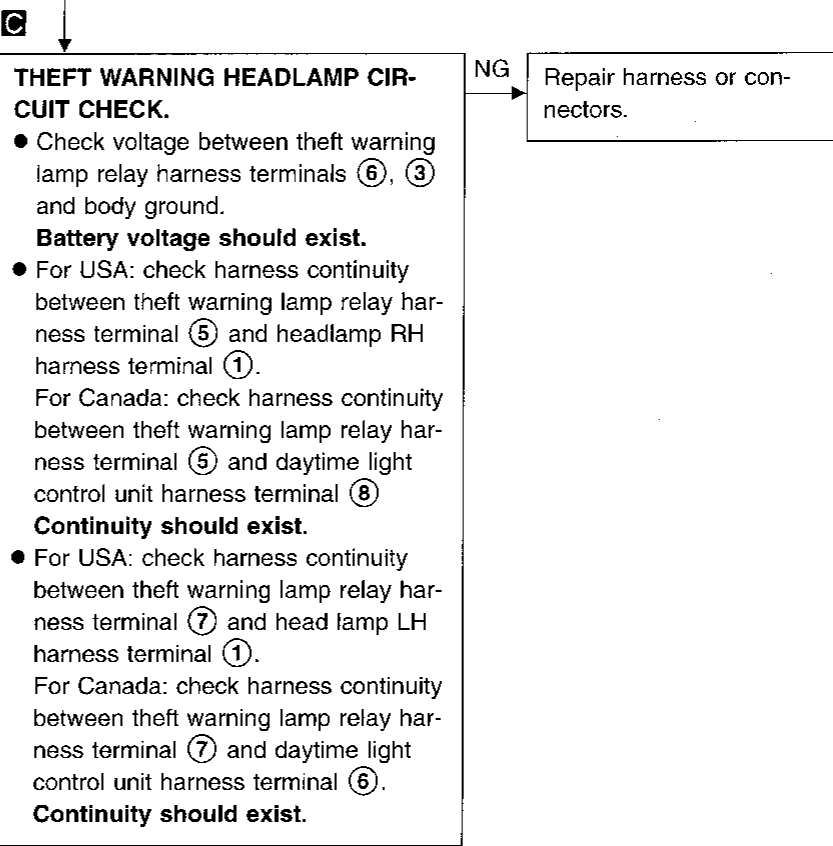 C
THEFT WARNING HEADLAMP CIR-
CUIT CHECK.
● Check voltage between theft warning
lamp relay harness terminals ⑥, ③
and body ground.
Battery voltage should exist.
● For USA: check harness continuity
between theft warning lamp relay har-
ness terminal ⑤ and headlamp RH
harness terminal ①.
For Canada: check harness continuity
between theft warning lamp relay har-
ness terminal ⑤ and daytime light
control unit harness terminal ⑧
Continuity should exist.
● For USA: check harness continuity
between theft warning lamp relay har-
ness terminal ⑦ and head lamp LH
harness terminal ①.
For Canada: check harness continuity
between theft warning lamp relay har-
ness terminal ⑦ and daytime light
control unit harness terminal ⑥.
Continuity should exist.
NG
Repair harness or con-
nectors.